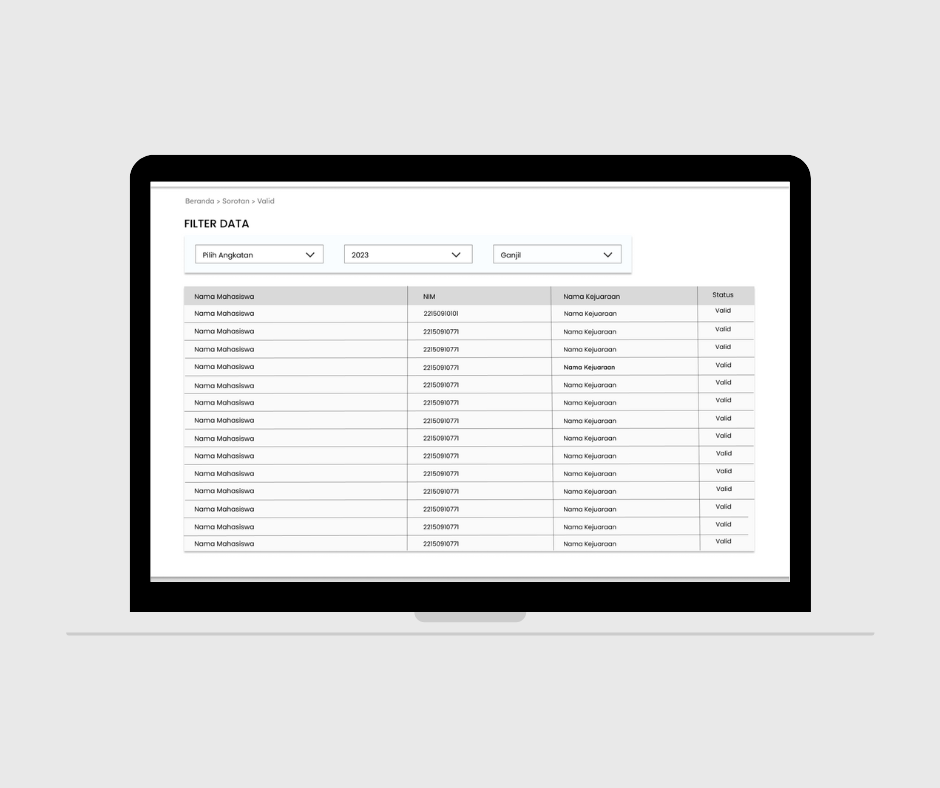 Beranda > Sorotan > Valid
FILTER DATA
Pilih Angkatan 2023 Ganjil
Nama Mahasiswa NIM Nama Kejuaraan Status
Nama Mahasiswa 22150910101 Nama Kejuaraan Valid
Nama Mahasiswa 22150910771 Nama Kejuaraan Valid
Nama Mahasiswa 22150910771 Nama Kejuaraan Valid
Nama Mahasiswa 22150910771 Nama Kejuaraan Valid
Nama Mahasiswa 22150910771 Nama Kejuaraan Valid
Nama Mahasiswa 22150910771 Nama Kejuaraan Valid
Nama Mahasiswa 22150910771 Nama Kejuaraan Valid
Nama Mahasiswa 22150910771 Nama Kejuaraan Valid
Nama Mahasiswa 22150910771 Nama Kejuaraan Valid
Nama Mahasiswa 22150910771 Nama Kejuaraan Valid
Nama Mahasiswa 22150910771 Nama Kejuaraan Valid
Nama Mahasiswa 22150910771 Nama Kejuaraan Valid
Nama Mahasiswa 22150910771 Nama Kejuaraan Valid
Nama Mahasiswa 22150910771 Nama Kejuaraan Valid